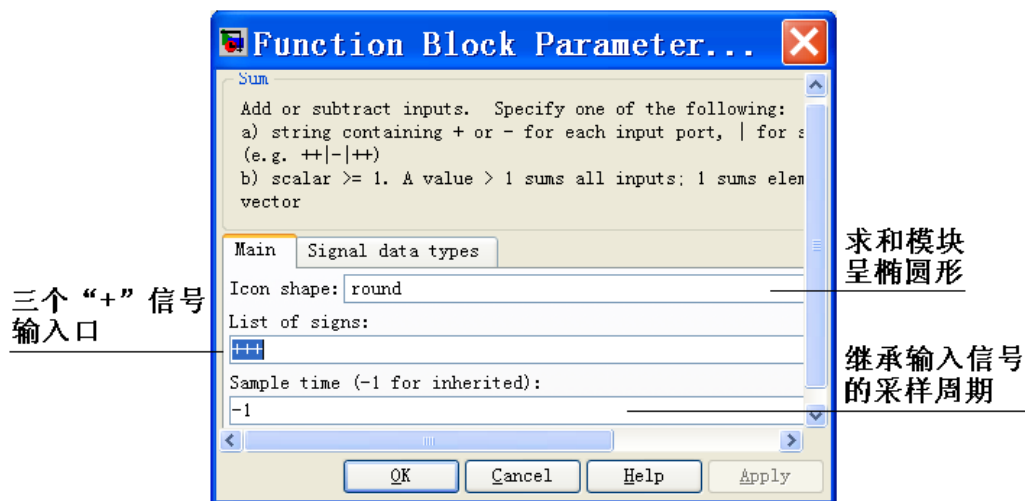 Function Block Parameter...
Sum
Add or subtract inputs.  Specify one of the following:
a) string containing + or - for each input port, | for s
(e.g. ++|-|++)
b) scalar >= 1. A value > 1 sums all inputs; 1 sums elem
vector
Main
Signal data types
Icon shape: round
求和模块
呈椭圆形
三个“+”信号
输入口
List of signs:
+++
Sample time (-1 for inherited):
-1
继承输入信号
的采样周期
OK
Cancel
Help
Apply